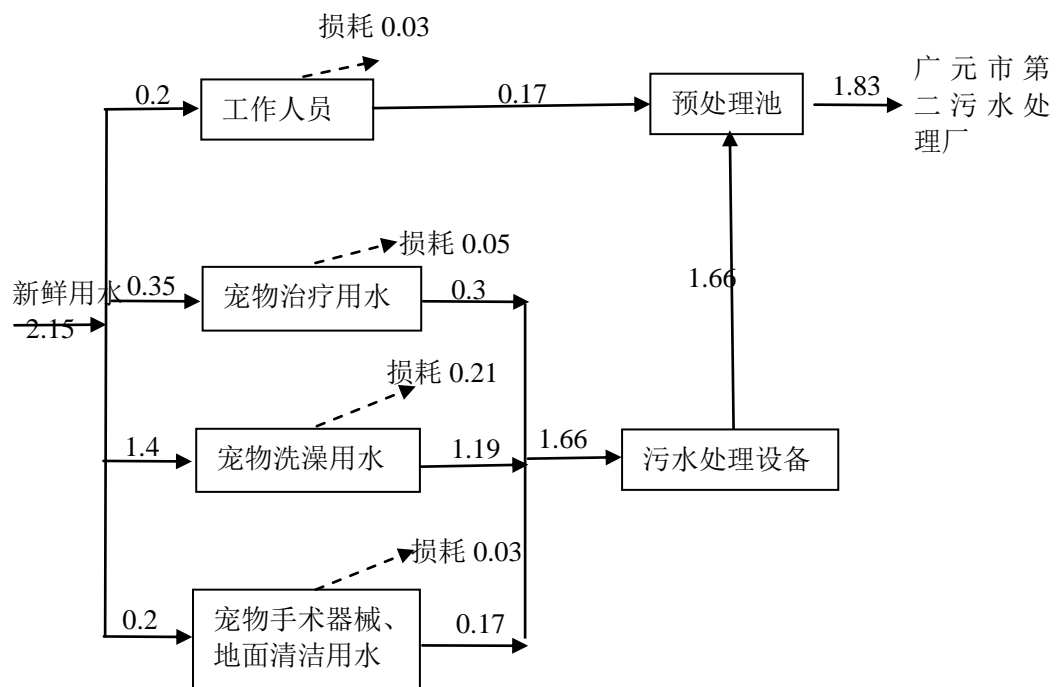 损耗 0.03
0.2
工作人员
0.17
预处理池
1.83
广元市第
二污水处
理厂
损耗 0.05
新鲜用水
2.15
0.35
宠物治疗用水
0.3
1.66
损耗 0.21
1.4
宠物洗澡用水
1.19
1.66
污水处理设备
损耗 0.03
0.2
宠物手术器械、
地面清洁用水
0.17